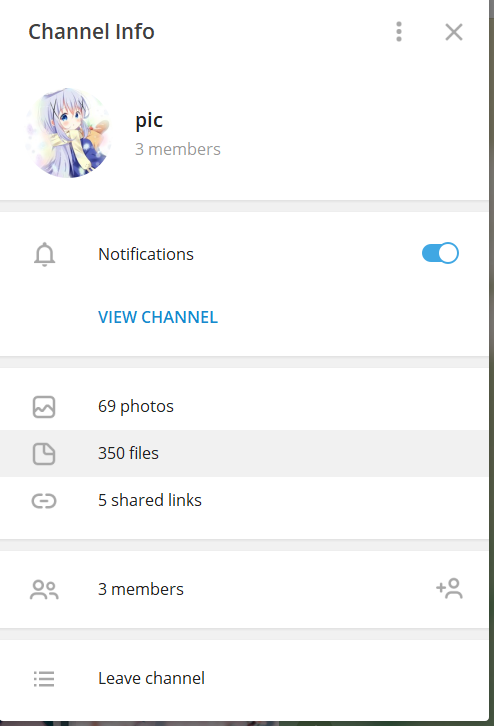 Channel Info
pic
3 members
Notifications
VIEW CHANNEL
69 photos
350 files
5 shared links
3 members
Leave channel